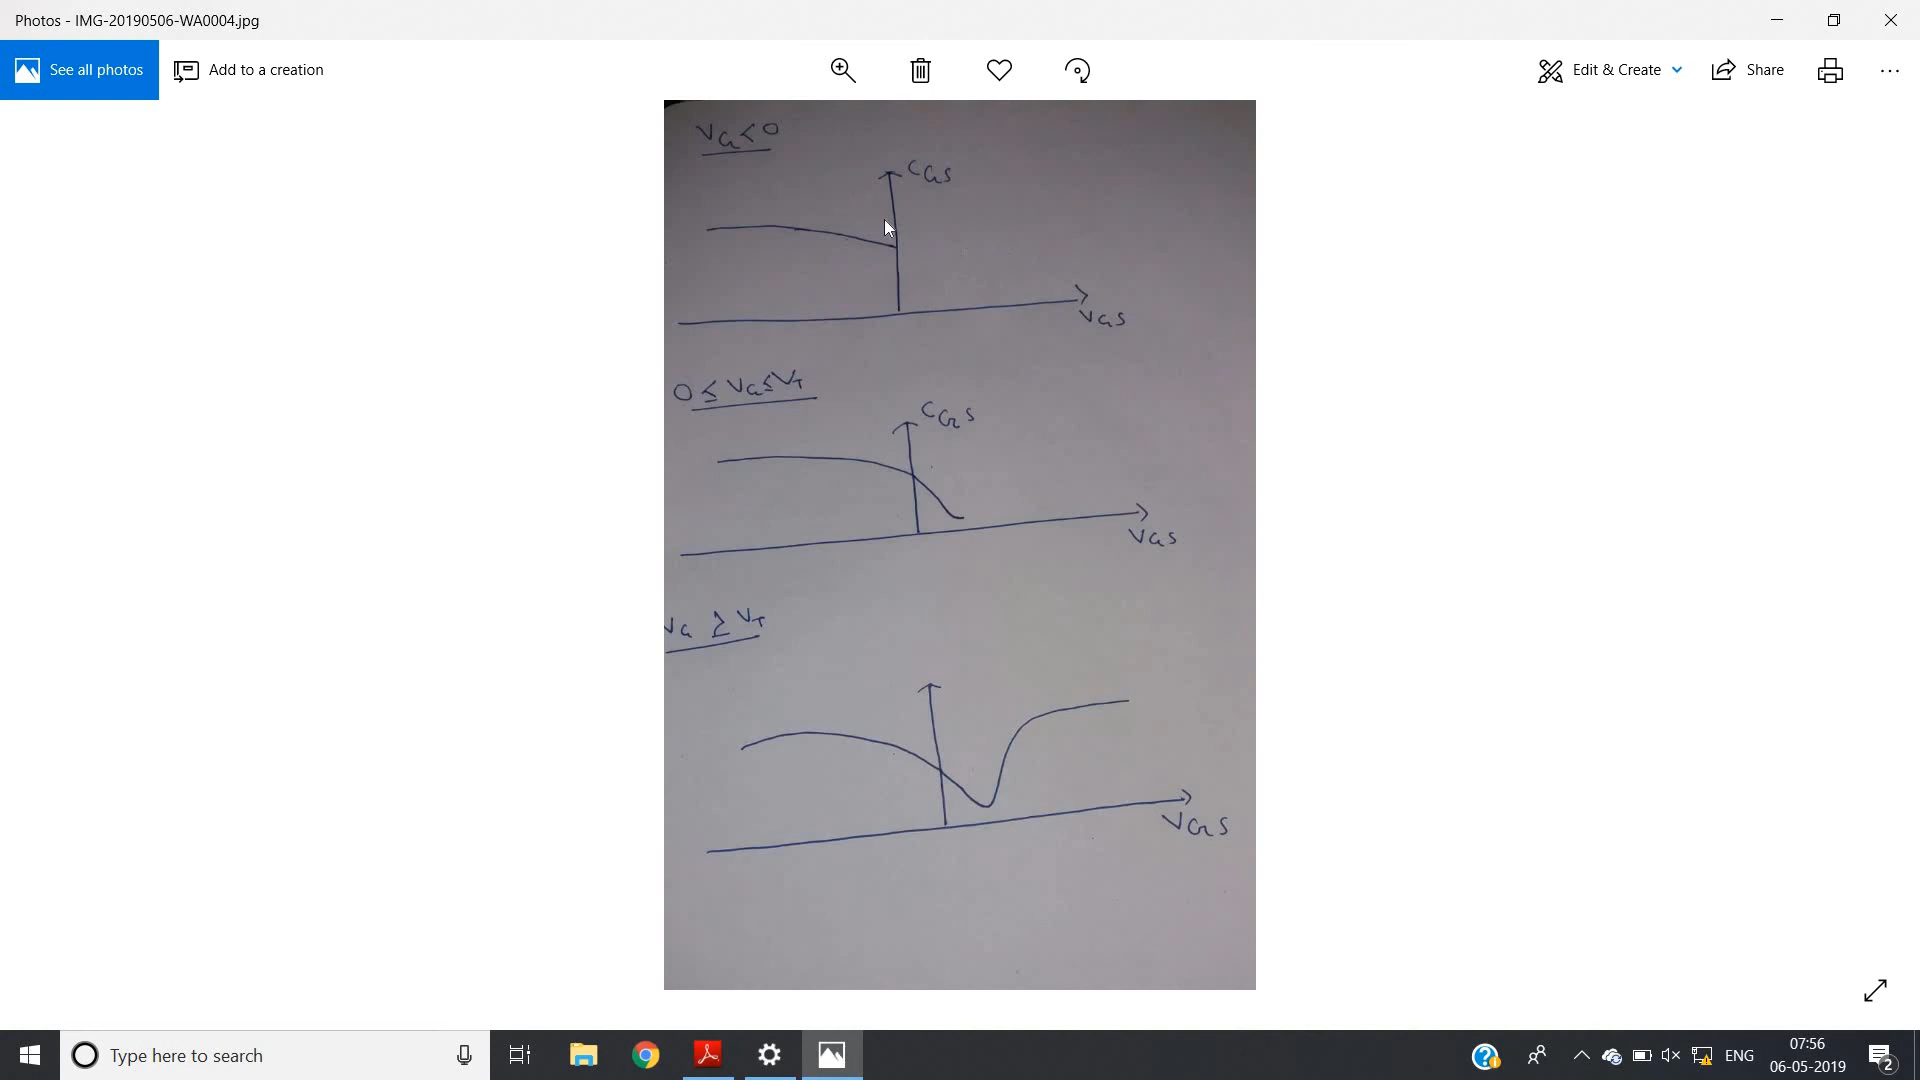 Photos - IMG-20190506-WA0004.jpg
See all photos
Add to a creation
Edit & Create
Share
VG < 0
CGS
VGS
0 ≤ VG ≤ VT
CGS
VGS
VG ≥ VT
VGS
Type here to search
ENG
07:56
06-05-2019
2